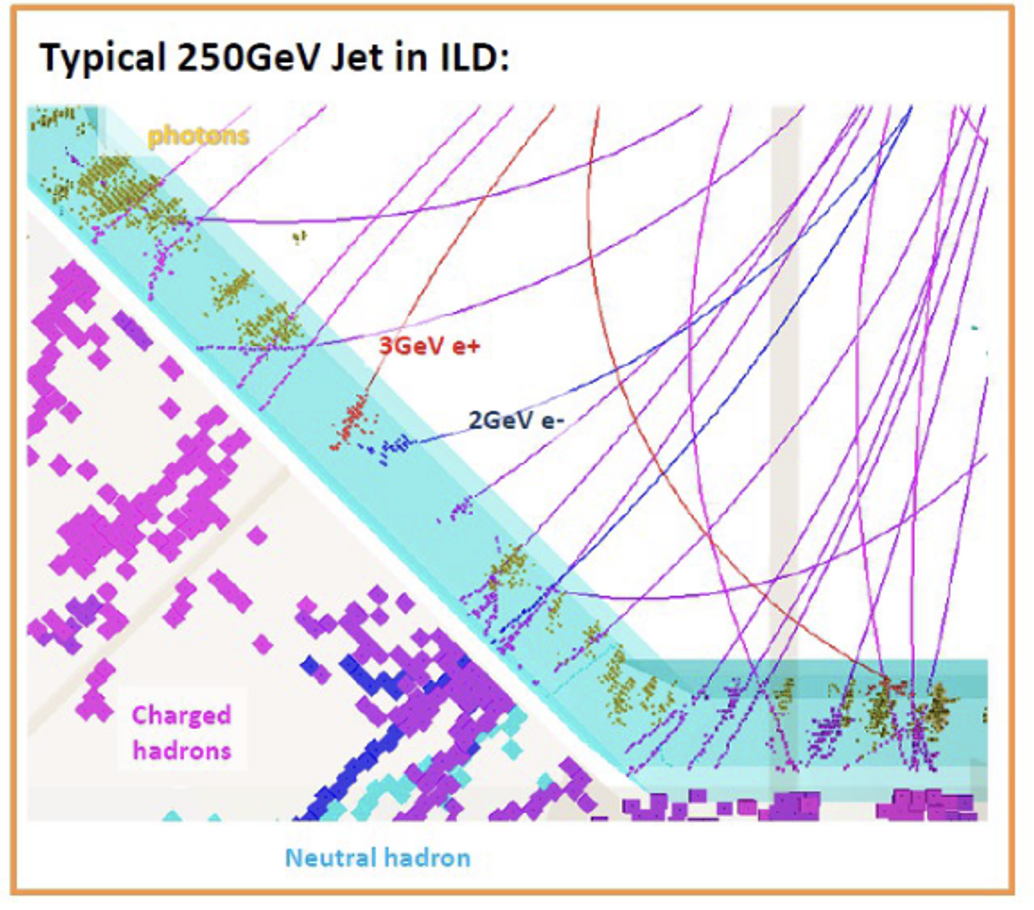 Typical 250GeV Jet in ILD:
photons
3GeV e+
2GeV e-
Charged
hadrons
Neutral hadron